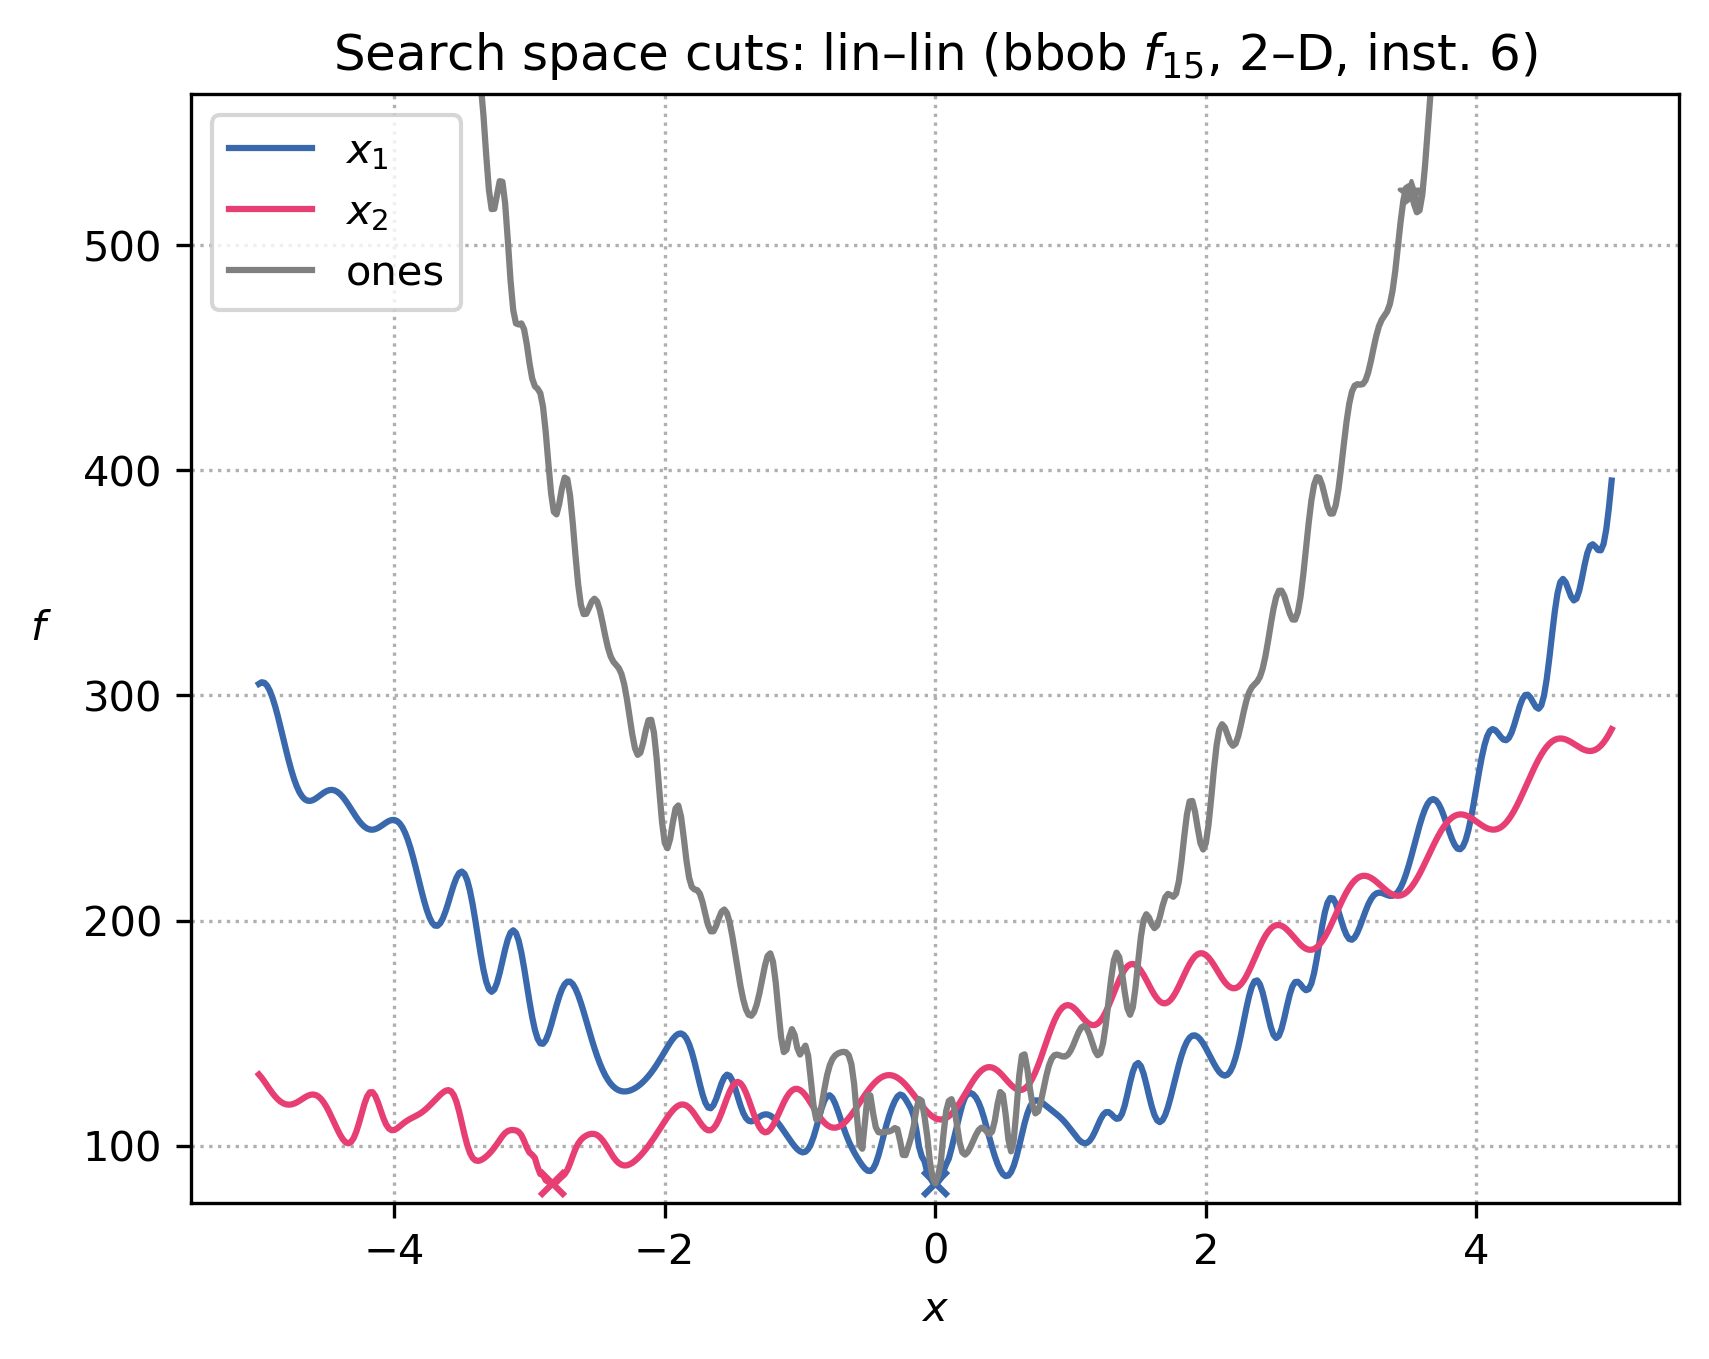 Search space cuts: lin–lin (bbob f₁₅, 2–D, inst. 6)
x₁
x₂
ones
500
400
300
200
100
f
−4 −2 0 2 4
x